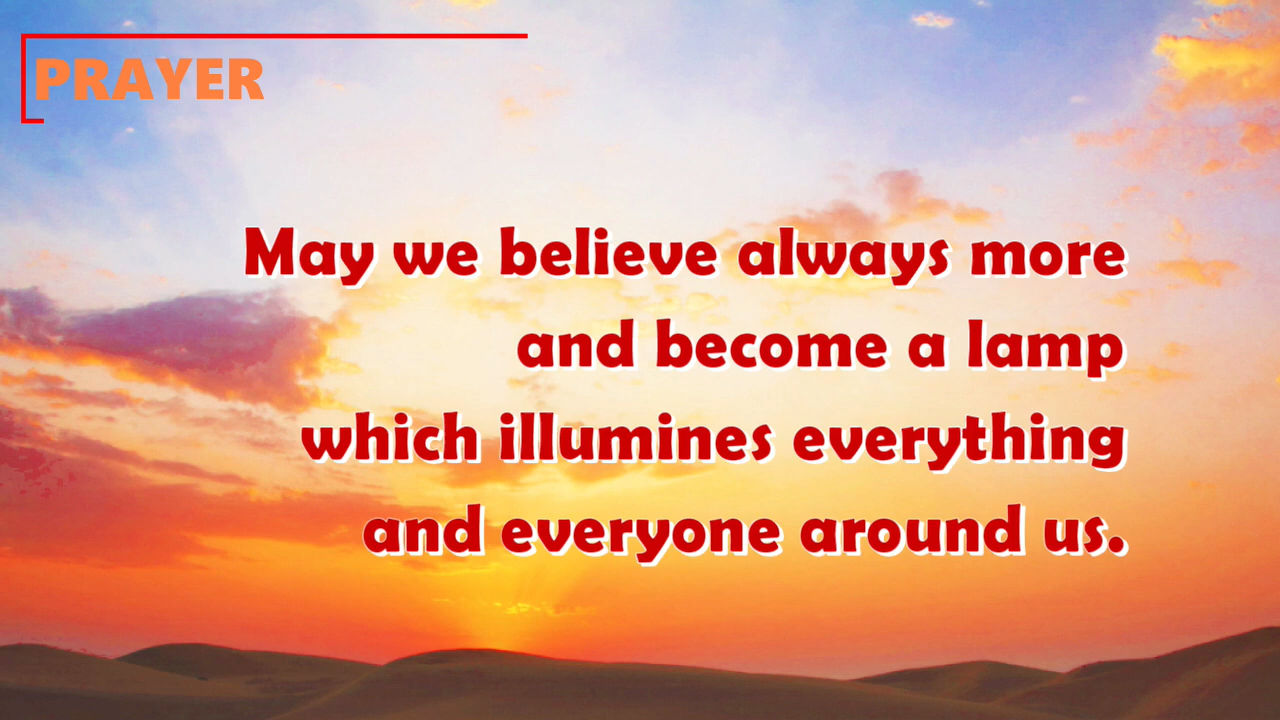 PRAYER
May we believe always more
and become a lamp
which illumines everything
and everyone around us.